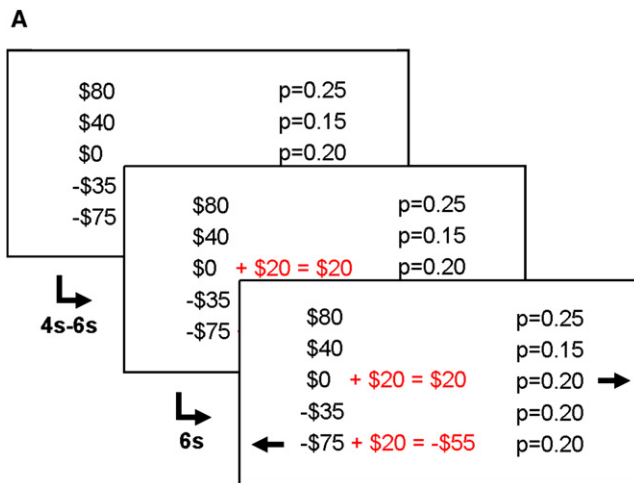 A
$80 p=0.25
$40 p=0.15
$0 p=0.20
-$35
-$75
4s-6s
$80 p=0.25
$40 p=0.15
$0 + $20 = $20 p=0.20
-$35
-$75
6s
$80 p=0.25
$40 p=0.15
$0 + $20 = $20 p=0.20
-$35 p=0.20
-$75 + $20 = -$55 p=0.20